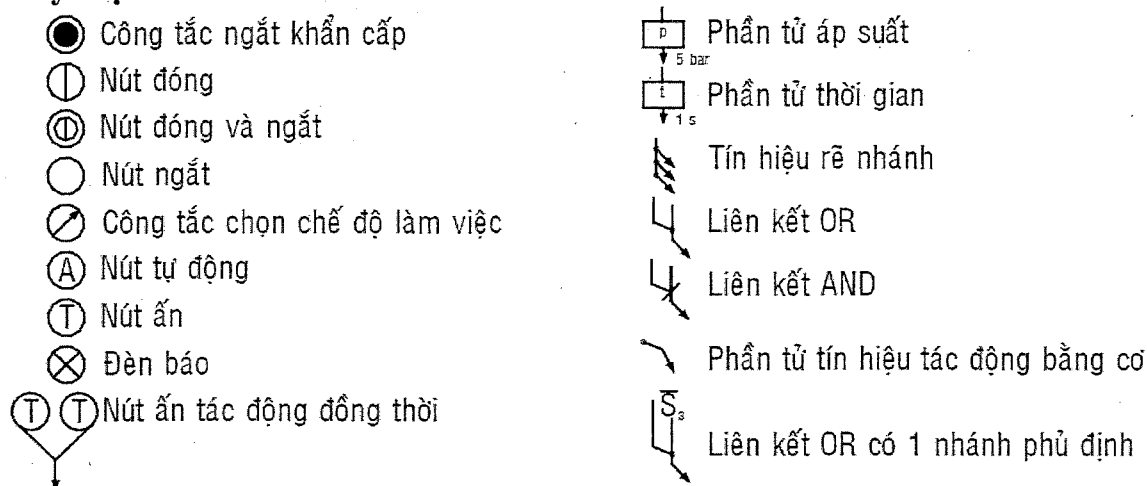 Công tắc ngắt khẩn cấp
Nút đóng
Nút đóng và ngắt
Nút ngắt
Công tắc chọn chế độ làm việc
A Nút tự động
T Nút ấn
Đèn báo
T T Nút ấn tác động đồng thời
p Phần tử áp suất
5 bar
t Phần tử thời gian
1 s
Tín hiệu rẽ nhánh
Liên kết OR
Liên kết AND
Phần tử tín hiệu tác động bằng cơ
S̅₃
Liên kết OR có 1 nhánh phủ định